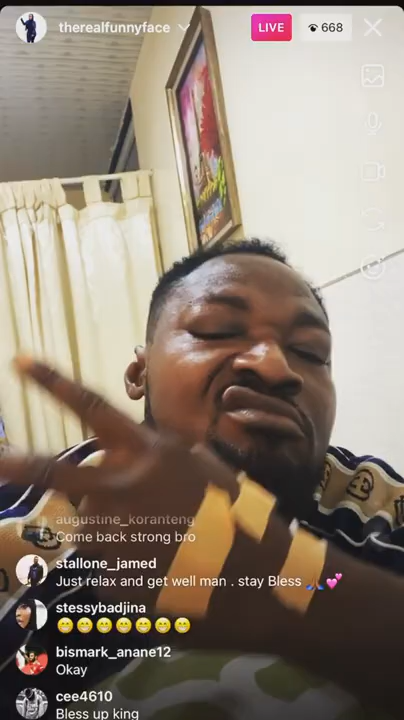 therealfunnyface
LIVE
668
augustine_koranteng
Come back strong bro
stallone_jamed
Just relax and get well man . stay Bless 🙏🏾💕
stessybadjina
😁😁😁😁😁😁😁
bismark_anane12
Okay
cee4610
Bless up king